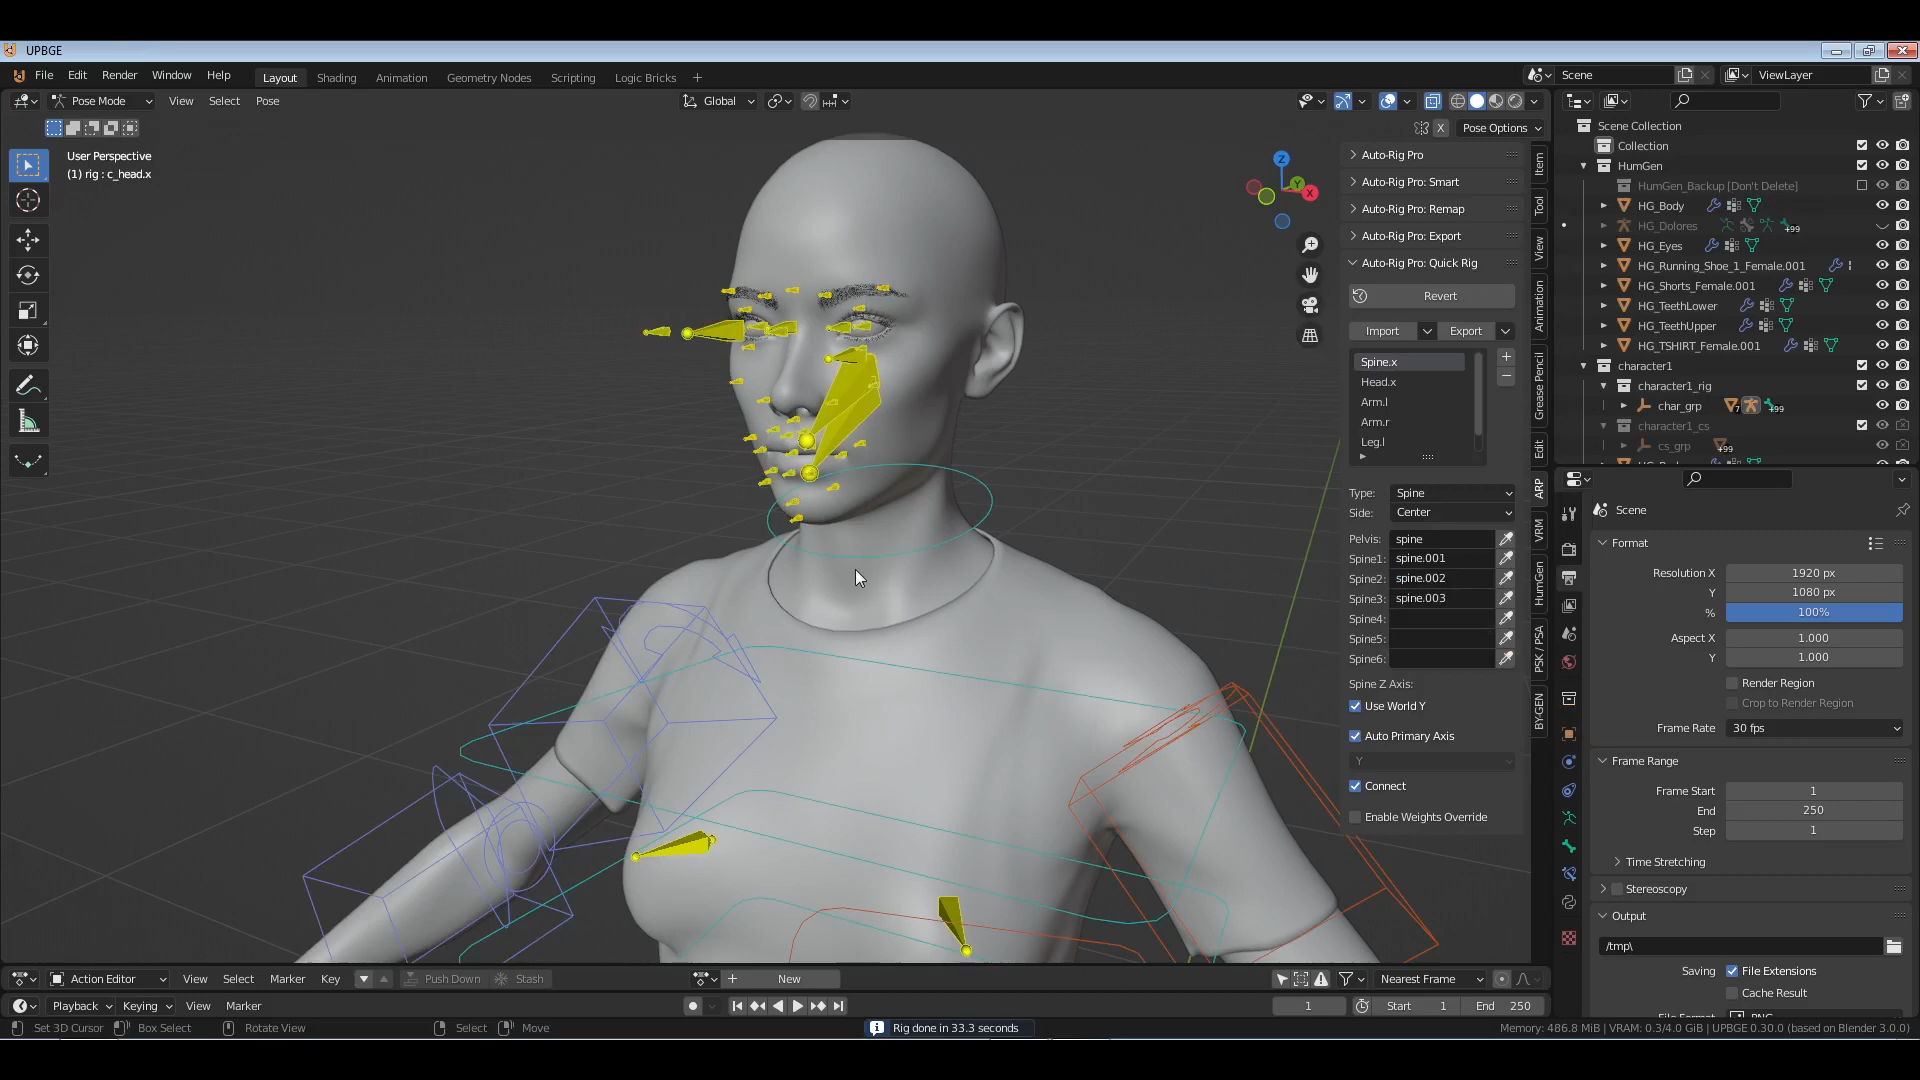 UPBGE
File Edit Render Window Help Layout Shading Animation Geometry Nodes Scripting Logic Bricks + Scene ViewLayer
Pose Mode View Select Pose Global
X Pose Options
User Perspective
(1) rig : c_head.x
Z
Y
X
Auto-Rig Pro
Auto-Rig Pro: Smart
Auto-Rig Pro: Remap
Auto-Rig Pro: Export
Auto-Rig Pro: Quick Rig
Revert
Import Export
Spine.x
Head.x
Arm.l
Arm.r
Leg.l
Type: Spine
Side: Center
Pelvis: spine
Spine1: spine.001
Spine2: spine.002
Spine3: spine.003
Spine4:
Spine5:
Spine6:
Spine Z Axis:
Use World Y
Auto Primary Axis
Y
Connect
Enable Weights Override
Item
Tool
View
Animation
Grease Pencil
Edit
ARP
VRM
HumGen
PSK / PSA
BY-GEN
Scene Collection
Collection
HumGen
HumGen_Backup [Don't Delete]
HG_Body
HG_Dolores +99
HG_Eyes
HG_Running_Shoe_1_Female.001
HG_Shorts_Female.001
HG_TeethLower
HG_TeethUpper
HG_TSHIRT_Female.001
character1
character1_rig
char_grp 7 +99
character1_cs
cs_grp +99
Scene
Format
Resolution X 1920 px
Y 1080 px
% 100%
Aspect X 1.000
Y 1.000
Render Region
Crop to Render Region
Frame Rate 30 fps
Frame Range
Frame Start 1
End 250
Step 1
Time Stretching
Stereoscopy
Output
/tmp\
Saving File Extensions
Cache Result
Action Editor View Select Marker Key Push Down Stash + New Nearest Frame
Playback Keying View Marker 1 Start 1 End 250
Set 3D Cursor Box Select Rotate View Select Move Rig done in 33.3 seconds Memory: 486.8 MiB | VRAM: 0.3/4.0 GiB | UPBGE 0.30.0 (based on Blender 3.0.0)